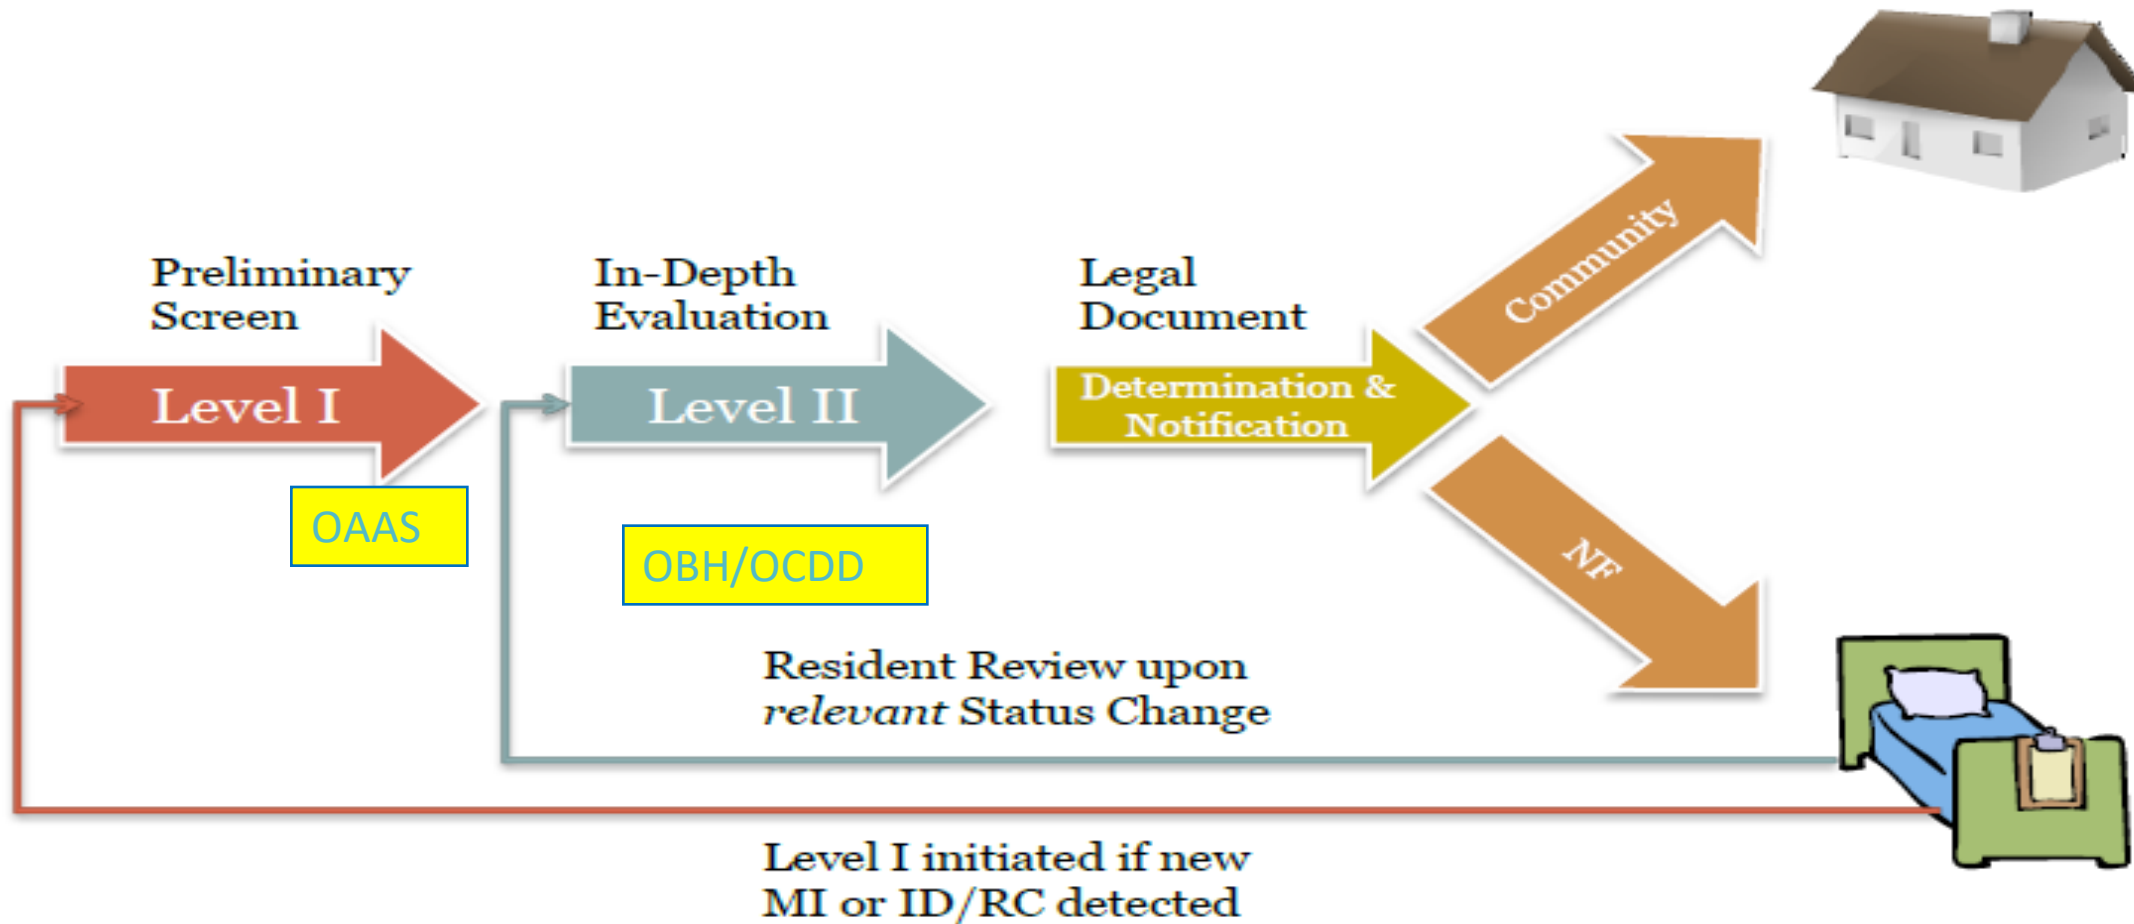 Preliminary
Screen
Level I
OAAS
In-Depth
Evaluation
Level II
OBH/OCDD
Legal
Document
Determination &
Notification
Community
NF
Resident Review upon
relevant Status Change
Level I initiated if new
MI or ID/RC detected